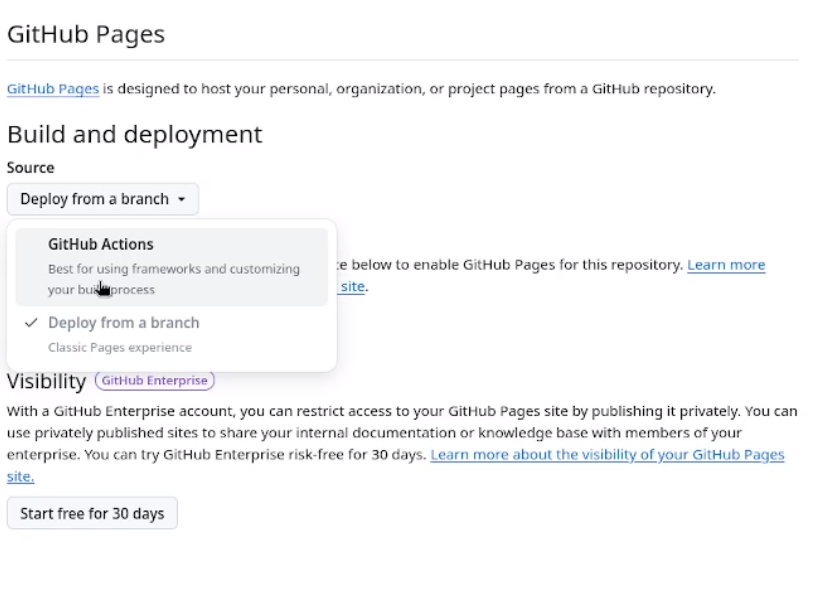 GitHub Pages
GitHub Pages is designed to host your personal, organization, or project pages from a GitHub repository.
Build and deployment
Source
Deploy from a branch
GitHub Actions
Best for using frameworks and customizing
your build process
ce below to enable GitHub Pages for this repository. Learn more
site.
Deploy from a branch
Classic Pages experience
Visibility GitHub Enterprise
With a GitHub Enterprise account, you can restrict access to your GitHub Pages site by publishing it privately. You can
use privately published sites to share your internal documentation or knowledge base with members of your
enterprise. You can try GitHub Enterprise risk-free for 30 days. Learn more about the visibility of your GitHub Pages
site.
Start free for 30 days